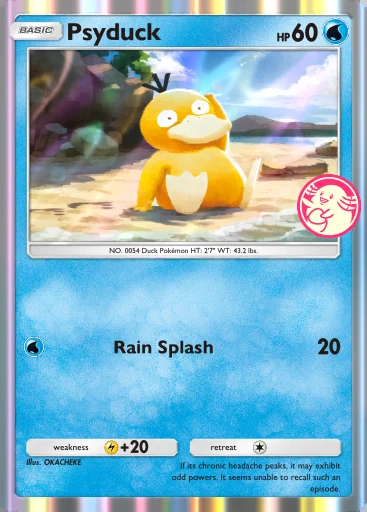 BASIC Psyduck HP 60
NO. 0054 Duck Pokémon HT: 2'7" WT: 43.2 lbs.
Rain Splash 20
weakness +20 retreat
Illus. OKACHEKE
If its chronic headache peaks, it may exhibit
odd powers. It seems unable to recall such an
episode.